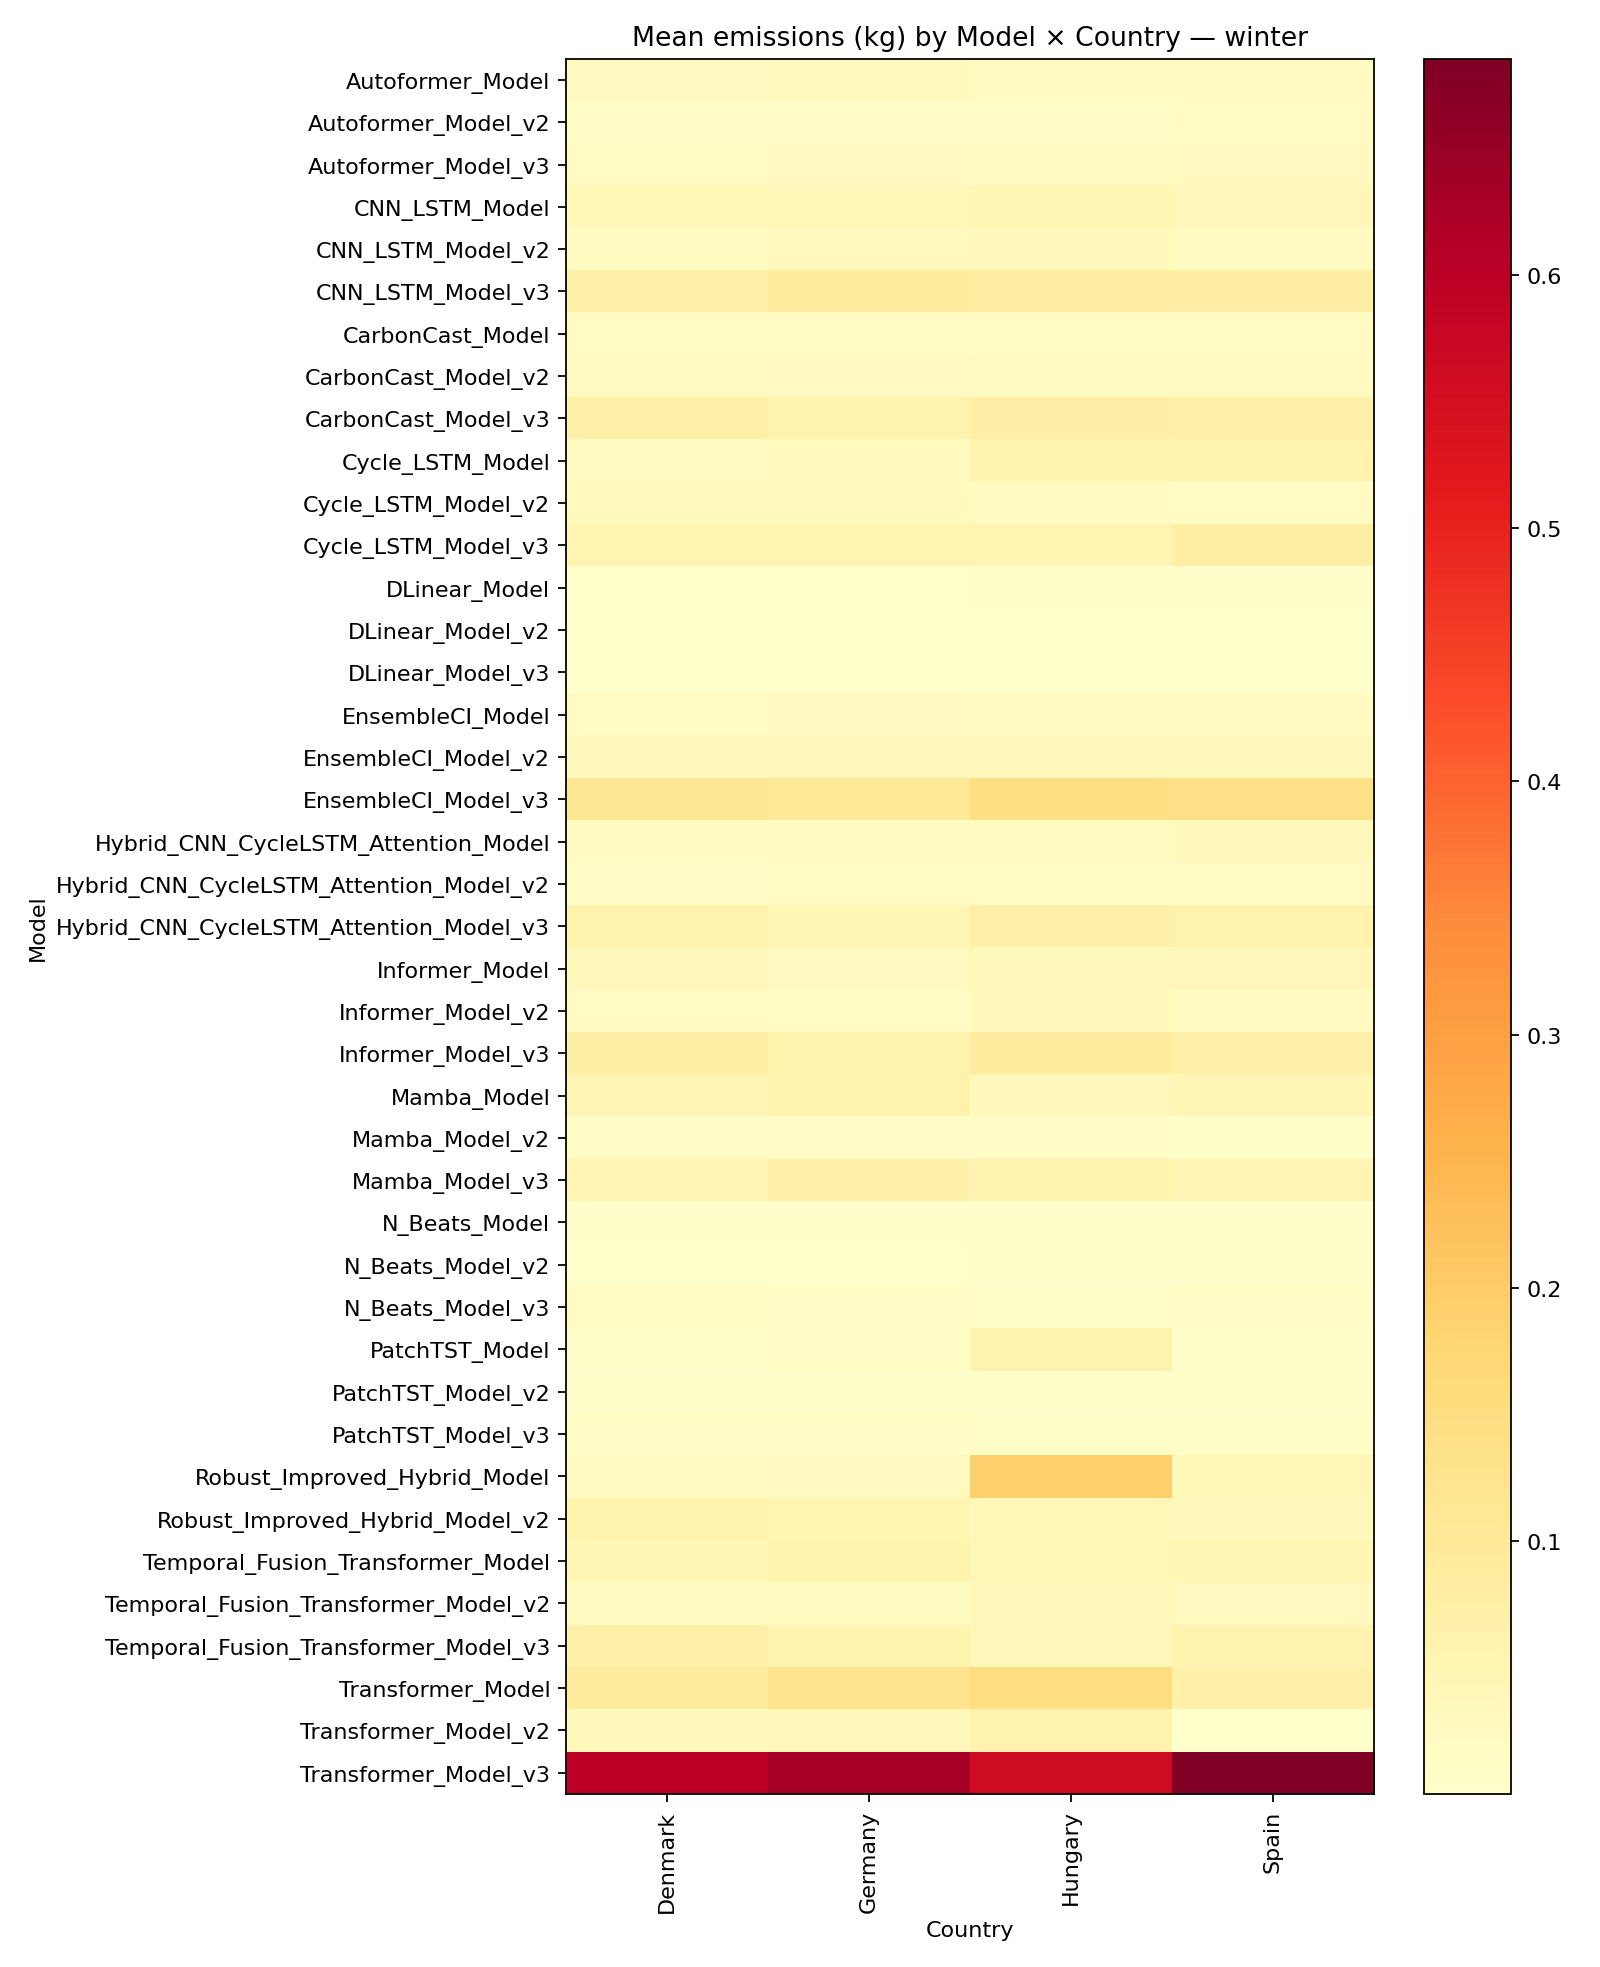 Mean emissions (kg) by Model × Country — winter
Autoformer_Model
Autoformer_Model_v2
Autoformer_Model_v3
CNN_LSTM_Model
CNN_LSTM_Model_v2
CNN_LSTM_Model_v3
CarbonCast_Model
CarbonCast_Model_v2
CarbonCast_Model_v3
Cycle_LSTM_Model
Cycle_LSTM_Model_v2
Cycle_LSTM_Model_v3
DLinear_Model
DLinear_Model_v2
DLinear_Model_v3
EnsembleCI_Model
EnsembleCI_Model_v2
EnsembleCI_Model_v3
Hybrid_CNN_CycleLSTM_Attention_Model
Hybrid_CNN_CycleLSTM_Attention_Model_v2
Hybrid_CNN_CycleLSTM_Attention_Model_v3
Informer_Model
Informer_Model_v2
Informer_Model_v3
Mamba_Model
Mamba_Model_v2
Mamba_Model_v3
N_Beats_Model
N_Beats_Model_v2
N_Beats_Model_v3
PatchTST_Model
PatchTST_Model_v2
PatchTST_Model_v3
Robust_Improved_Hybrid_Model
Robust_Improved_Hybrid_Model_v2
Temporal_Fusion_Transformer_Model
Temporal_Fusion_Transformer_Model_v2
Temporal_Fusion_Transformer_Model_v3
Transformer_Model
Transformer_Model_v2
Transformer_Model_v3
Model
Denmark
Germany
Hungary
Spain
Country
0.6
0.5
0.4
0.3
0.2
0.1